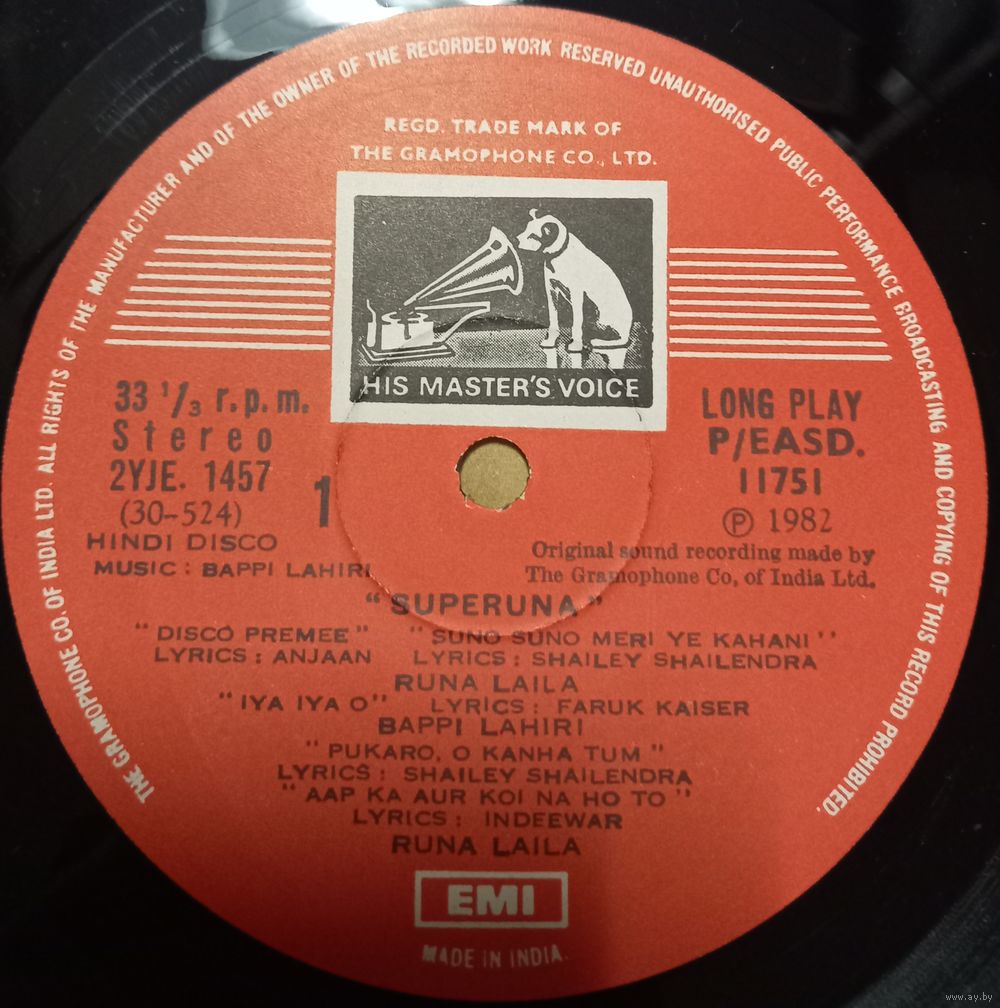 THE GRAMOPHONE CO. OF INDIA LTD. ALL RIGHTS OF THE MANUFACTURER AND OF THE OWNER OF THE RECORDED WORK RESERVED UNAUTHORISED PUBLIC PERFORMANCE BROADCASTING AND COPYING OF THIS RECORD PROHIBITED.
REGD. TRADE MARK OF
THE GRAMOPHONE CO., LTD.
HIS MASTER'S VOICE
33 1/3 r.p.m.
Stereo
2YJE. 1457
(30-524)
1
LONG PLAY
P/EASD.
11751
℗ 1982
HINDI DISCO
MUSIC : BAPPI LAHIRI
Original sound recording made by
The Gramophone Co, of India Ltd.
"SUPERUNA"
"DISCO PREMEE" "SUNO SUNO MERI YE KAHANI"
LYRICS : ANJAAN LYRICS : SHAILEY SHAILENDRA
RUNA LAILA
"IYA IYA O" LYRICS : FARUK KAISER
BAPPI LAHIRI
"PUKARO, O KANHA TUM"
LYRICS : SHAILEY SHAILENDRA
"AAP KA AUR KOI NA HO TO"
LYRICS : INDEEWAR
RUNA LAILA
EMI
MADE IN INDIA.
www.ay.by